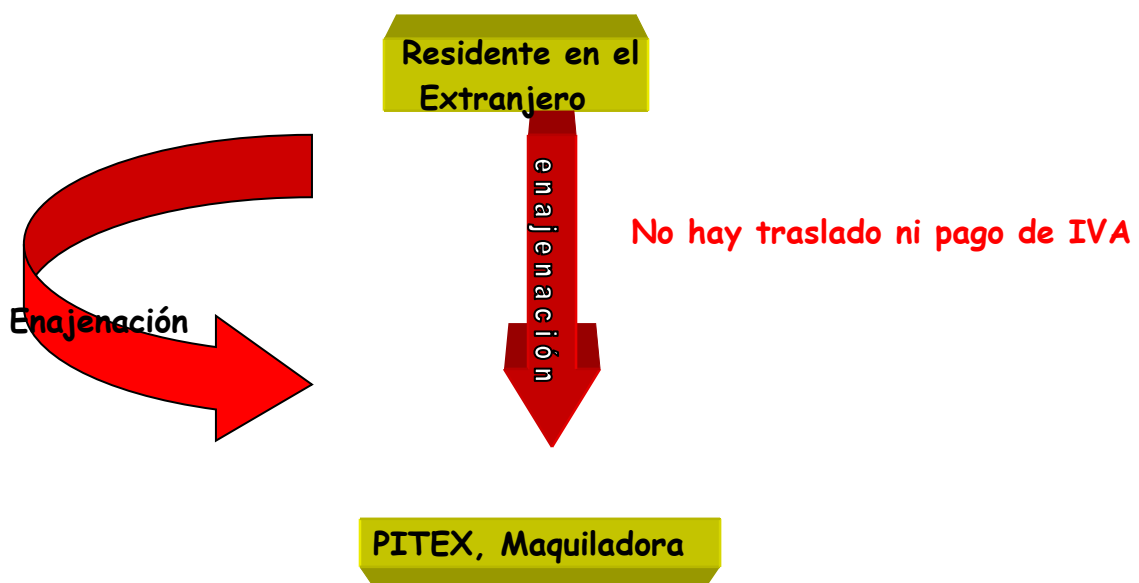 Residente en el
Extranjero
enajenación
No hay traslado ni pago de IVA
Enajenación
PITEX, Maquiladora